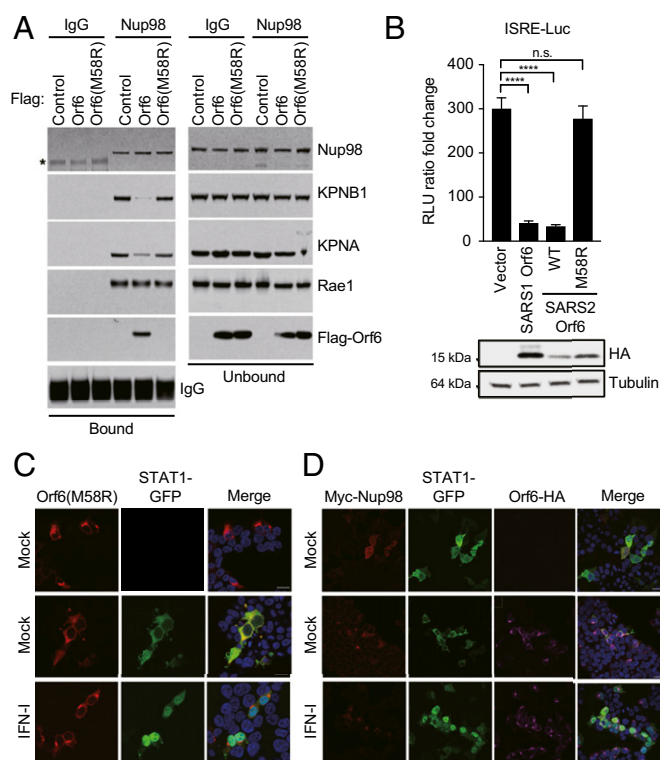 A
IgG Nup98 IgG Nup98
Flag: Control Orf6 Orf6(M58R) Control Orf6 Orf6(M58R) Control Orf6 Orf6(M58R) Control Orf6 Orf6(M58R)
*
Nup98
KPNB1
KPNA
Rae1
Flag-Orf6
IgG
Unbound
Bound
B
ISRE-Luc
n.s.
****
****
RLU ratio fold change
400
300
200
100
0
Vector SARS1 Orf6 WT M58R
SARS2
Orf6
15 kDa HA
64 kDa Tubulin
C
Orf6(M58R) STAT1-
GFP Merge
Mock
Mock
IFN-I
D
Myc-Nup98 STAT1-
GFP Orf6-HA Merge
Mock
Mock
IFN-I